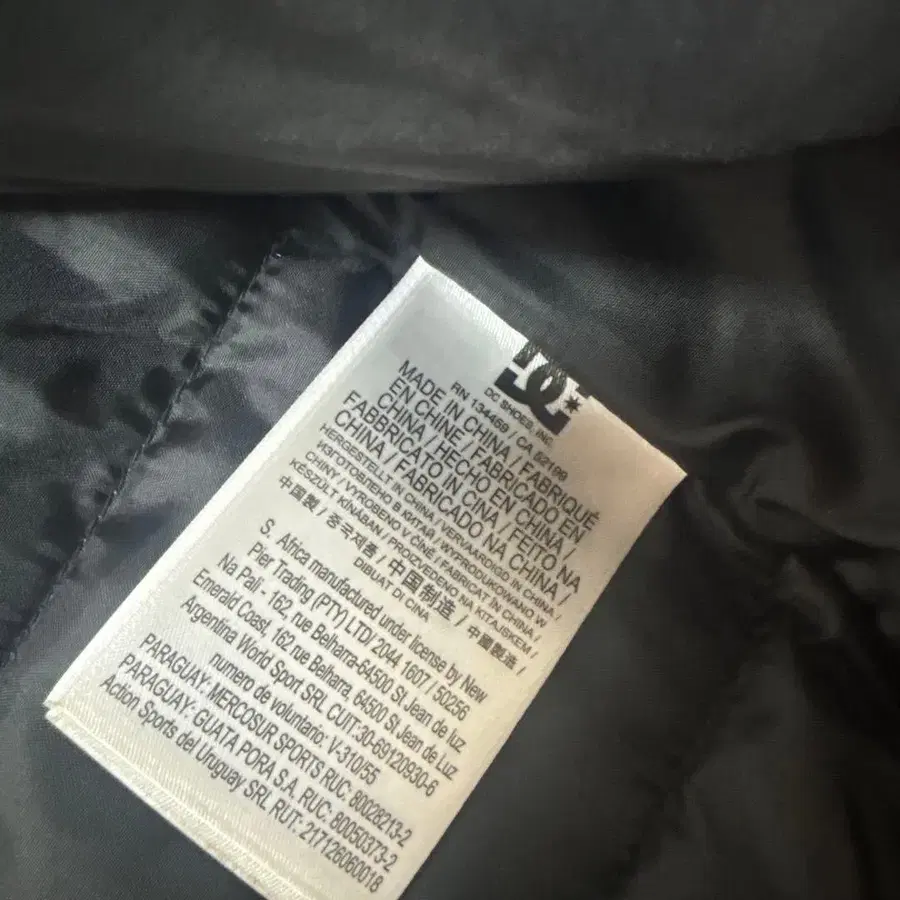 DC
DC SHOES, INC.
RN 134469 / CA 52198
MADE IN CHINA / FABRIQUÉ
EN CHINE / FABRICADO EN
CHINA / HECHO EN CHINA /
FABBRICATO IN CINA / FEITO NA
CHINA / FABRICADO NA CHINA /
HERGESTELLT IN CHINA / VERVAARDIGD IN CHINA /
ИЗГОТОВЛЕНО В КИТАЙ / WYPRODUKOWANO W
CHINY / VYROBENO V ČÍNĚ / FABRICAT ÎN CHINA /
KÉSZÜLT KÍNÁBAN / PROIZVEDENO NA KITAJSKEM /
DIBUAT DI CINA
中国製 / 중국제품 / 中国制造 / 中國製造 /
S. Africa manufactured under license by New
Pier Trading (PTY) LTD/ 2044 1607 / 50256
Na Pali - 162, rue Belharra-64500 St Jean de luz
Emerald Coast, 162 rue Belharra. 64500 St Jean de Luz
Argentina World Sport SRL CUIT:30-69120930-6
numero de voluntario: V-310/55
PARAGUAY: MERCOSUR SPORTS RUC: 80028213-2
PARAGUAY: GUATA PORA S.A. RUC: 80050373-2
Action Sports del Uruguay SRL RUT: 217126060018